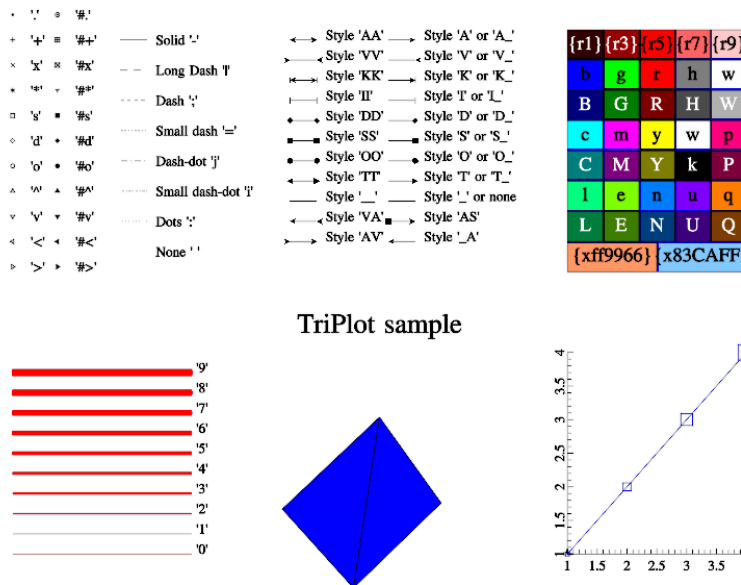 '.' '#.'
'+' '#+'
'x' '#x'
'*' '#*'
's' '#s'
'd' '#d'
'o' '#o'
'^' '#^'
'v' '#v'
'<' '#<'
'>' '#>'
Solid '-'
Long Dash '|'
Dash ';'
Small dash '='
Dash-dot 'j'
Small dash-dot 'i'
Dots ':'
None ' '
Style 'AA' Style 'A' or 'A_'
Style 'VV' Style 'V' or 'V_'
Style 'KK' Style 'K' or 'K_'
Style 'II' Style 'I' or 'I_'
Style 'DD' Style 'D' or 'D_'
Style 'SS' Style 'S' or 'S_'
Style 'OO' Style 'O' or 'O_'
Style 'TT' Style 'T' or 'T_'
Style '__' Style '_' or none
Style 'VA' Style 'AS'
Style 'AV' Style '_A'
{r1} {r3} {r5} {r7} {r9}
b g r h w
B G R H W
c m y w p
C M Y k P
l e n u q
L E N U Q
{xff9966} {x83CAFF
TriPlot sample
'9'
'8'
'7'
'6'
'5'
'4'
'3'
'2'
'1'
'0'
4
3.5
3
2.5
2
1.5
1
1 1.5 2 2.5 3 3.5 4